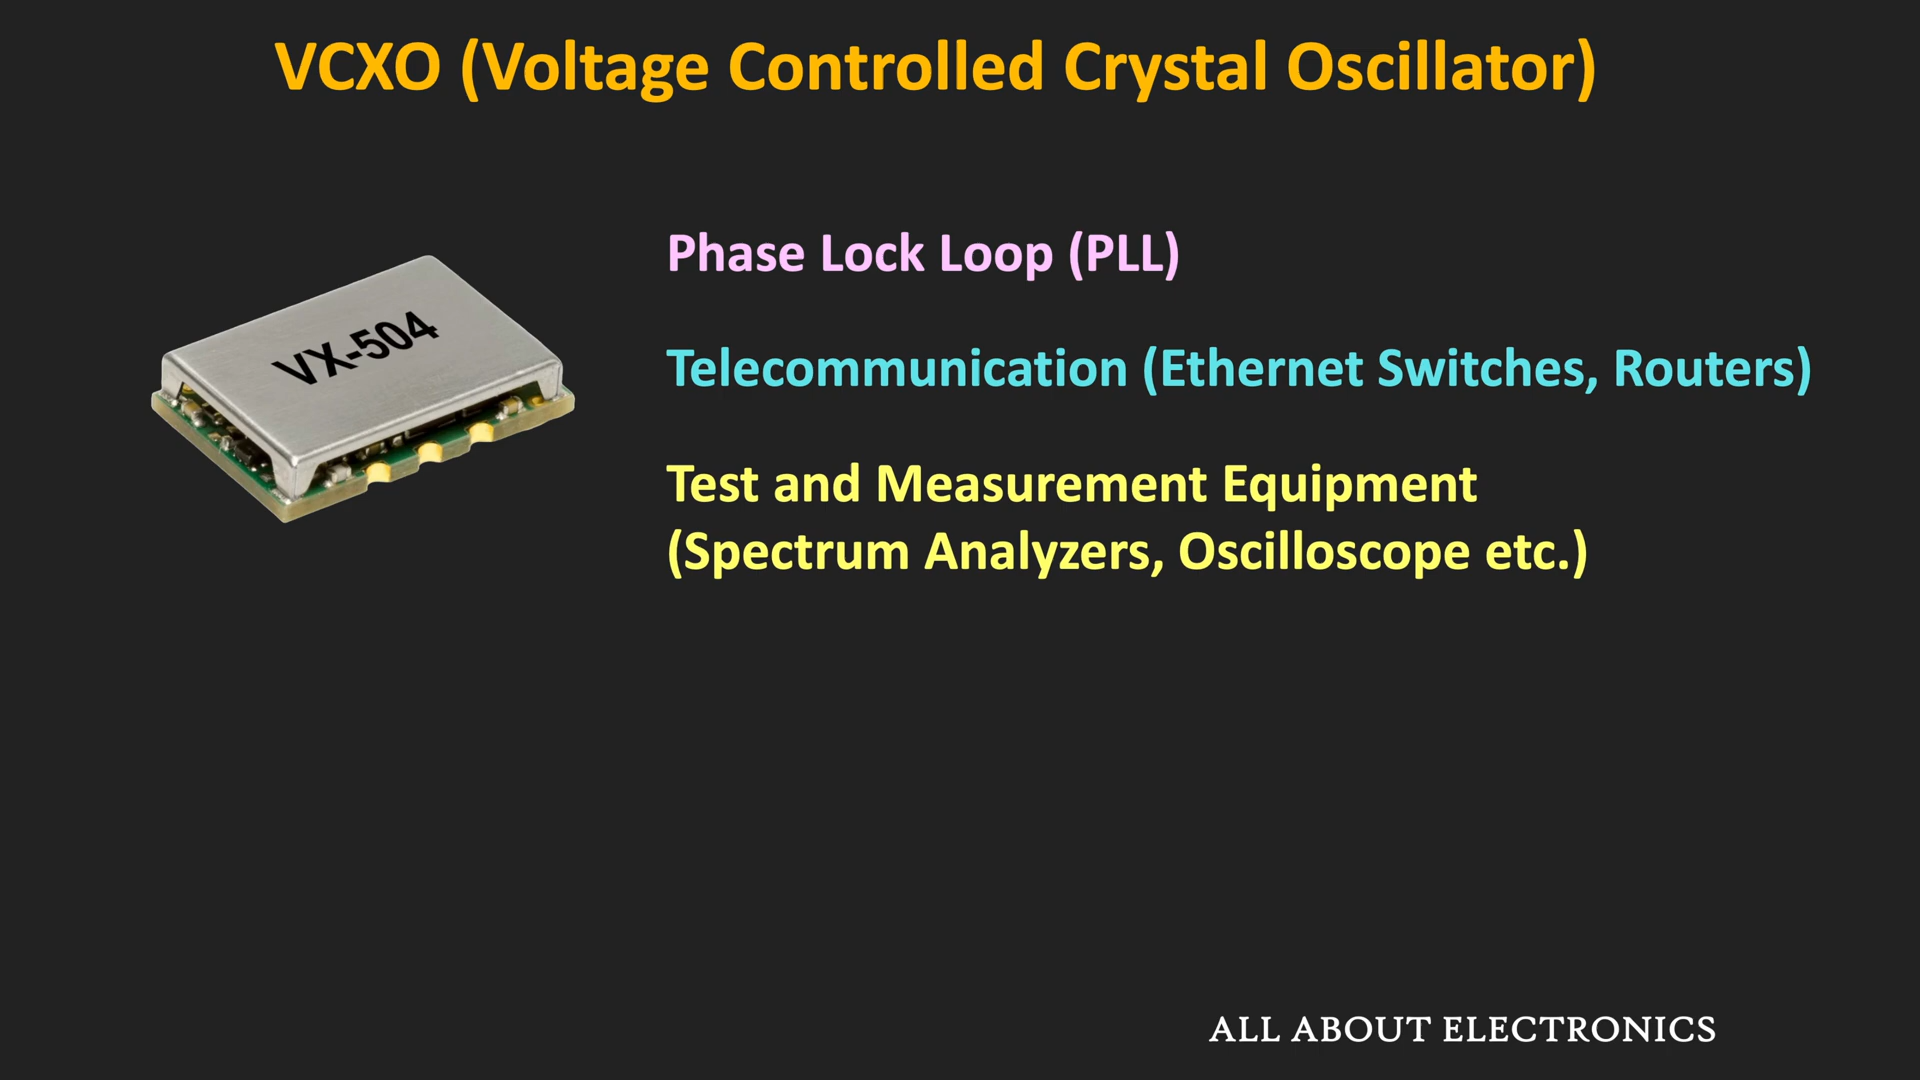 VCXO (Voltage Controlled Crystal Oscillator)
VX-504
Phase Lock Loop (PLL)
Telecommunication (Ethernet Switches, Routers)
Test and Measurement Equipment
(Spectrum Analyzers, Oscilloscope etc.)
ALL ABOUT ELECTRONICS